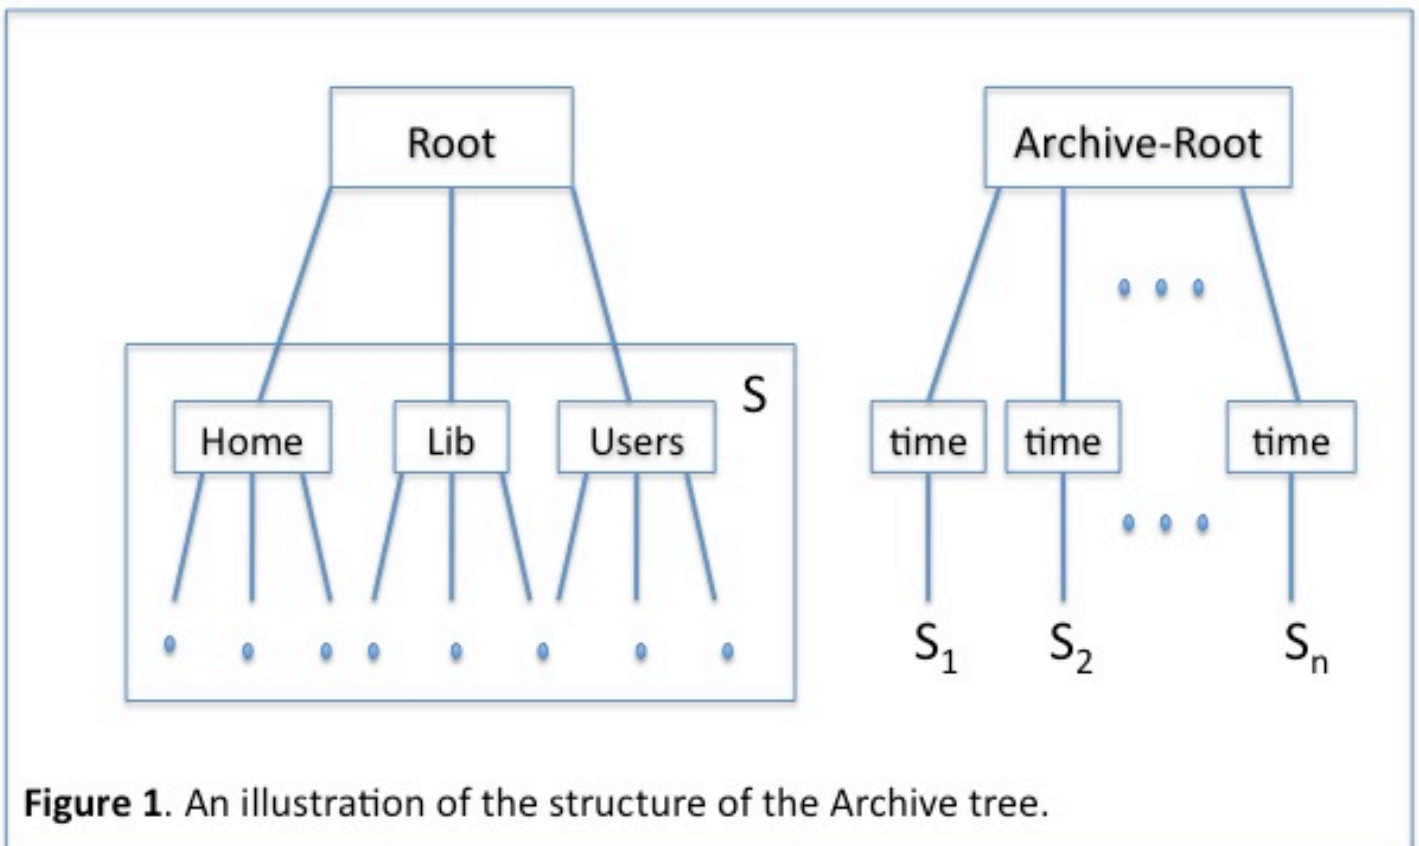 Root
Archive-Root
S
Home
Lib
Users
time
time
time
S₁
S₂
Sₙ
Figure 1. An illustration of the structure of the Archive tree.